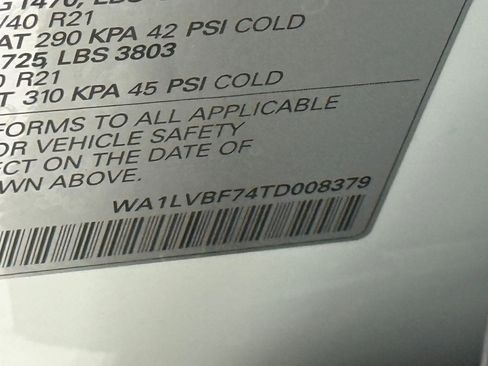 G 1470, LBS
/40 R21
AT 290 KPA 42 PSI COLD
725, LBS 3803
0 R21
T 310 KPA 45 PSI COLD
FORMS TO ALL APPLICABLE
OR VEHICLE SAFETY
ECT ON THE DATE OF
WN ABOVE.
WA1LVBF74TD008379